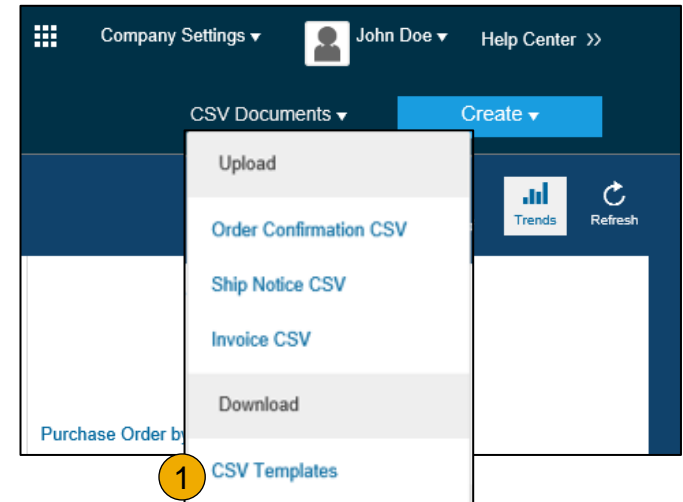 Company Settings ▾ John Doe ▾ Help Center >>
CSV Documents ▾ Create ▾
Upload
Trends Refresh
Order Confirmation CSV
Ship Notice CSV
Invoice CSV
Download
Purchase Order by
1 CSV Templates